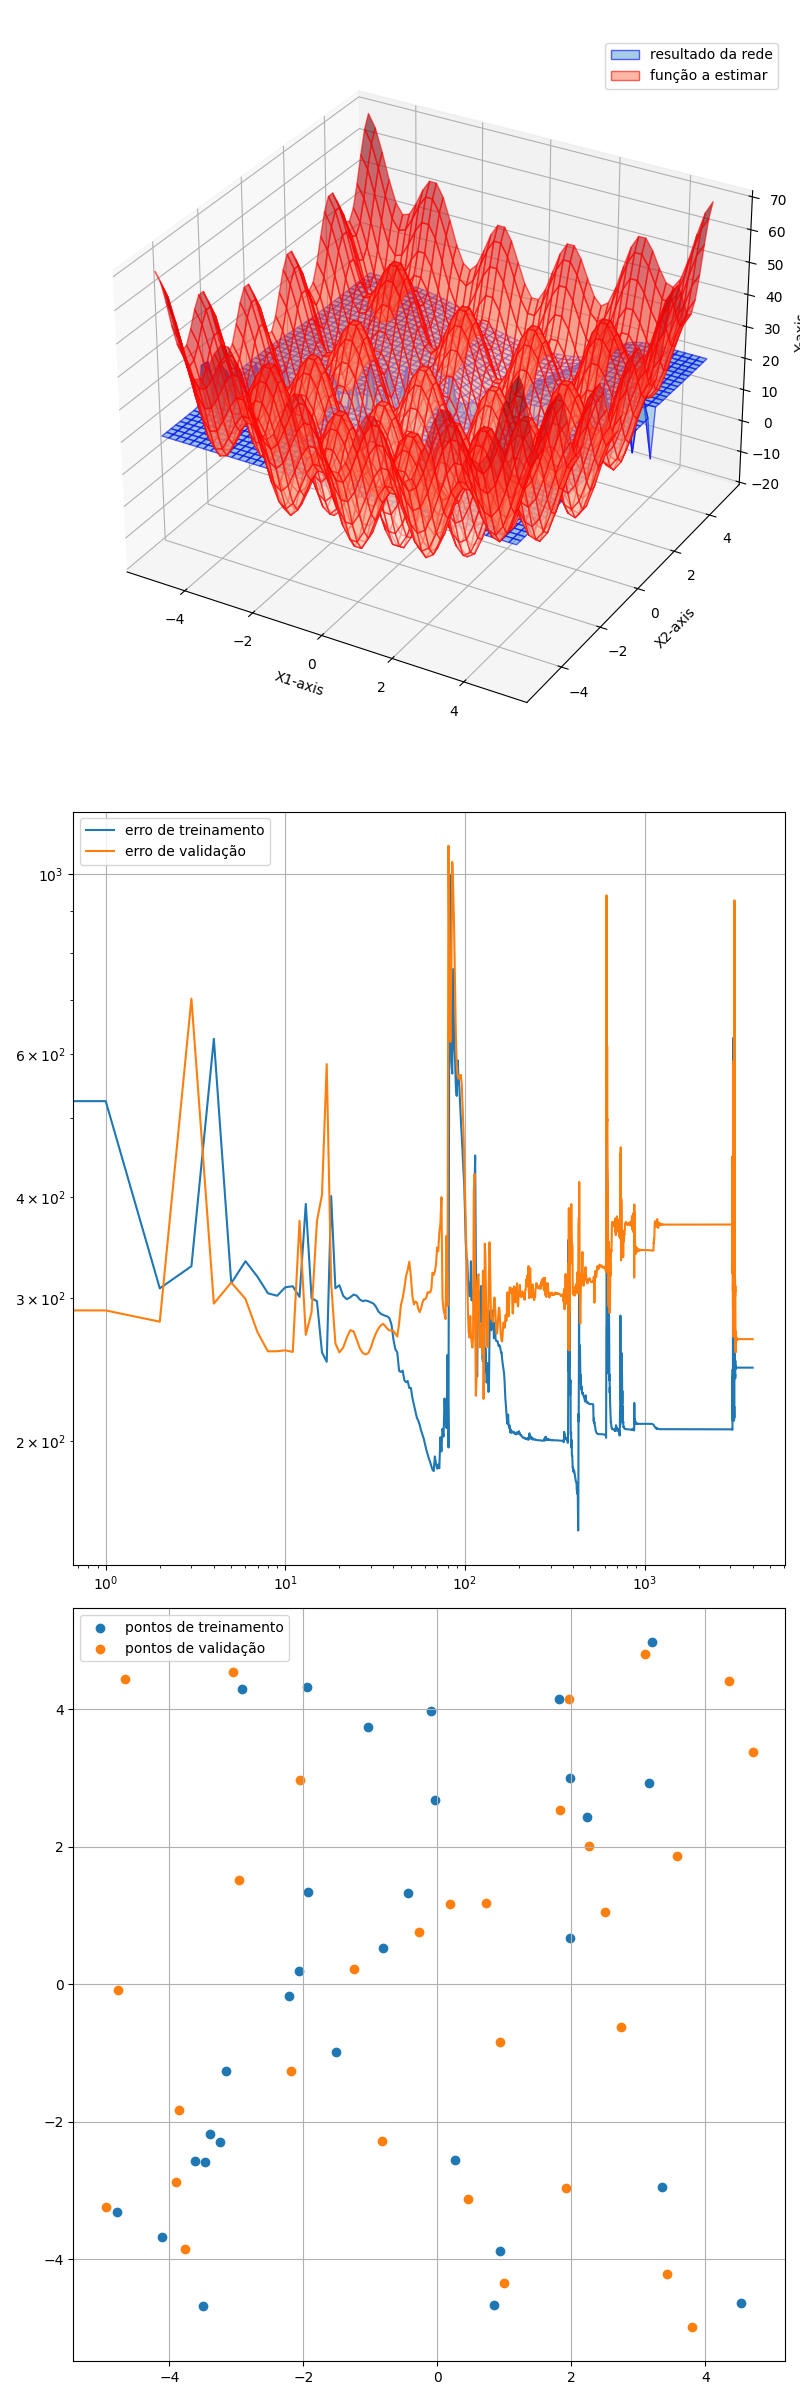 resultado da rede
função a estimar
70
60
50
40
30
20
10
0
−10
−20
−4
−2
0
2
4
X1-axis
−4
−2
0
2
4
X2-axis
erro de treinamento
erro de validação
10³
6 × 10²
4 × 10²
3 × 10²
2 × 10²
10⁰
10¹
10²
10³
pontos de treinamento
pontos de validação
4
2
0
−2
−4
−4
−2
0
2
4